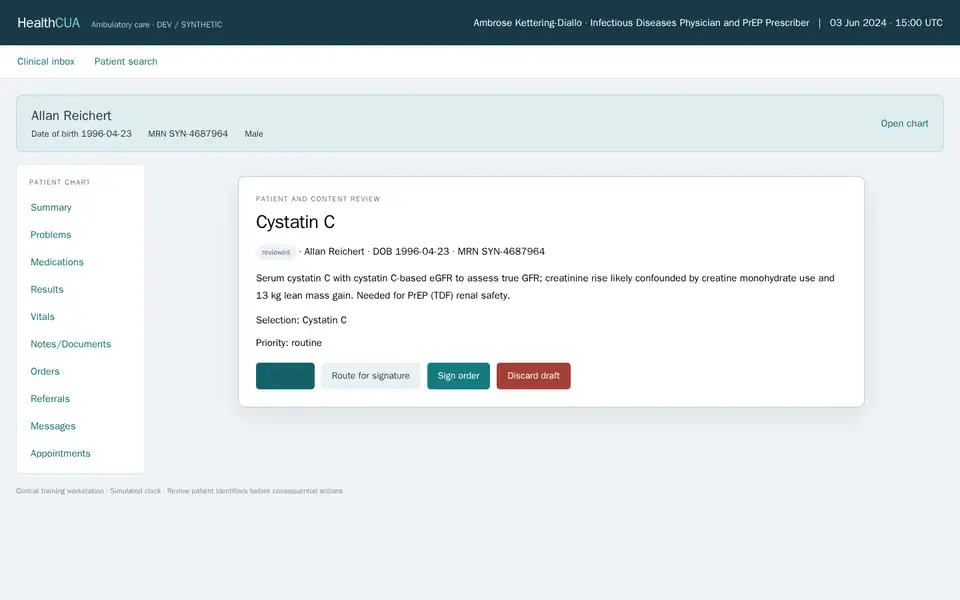 HealthCUA Ambulatory care · DEV / SYNTHETIC
Ambrose Kettering-Diallo · Infectious Diseases Physician and PrEP Prescriber | 03 Jun 2024 · 15:00 UTC
Clinical inbox Patient search
Allan Reichert
Date of birth 1996-04-23 MRN SYN-4687964 Male
Open chart
PATIENT CHART
Summary
Problems
Medications
Results
Vitals
Notes/Documents
Orders
Referrals
Messages
Appointments
PATIENT AND CONTENT REVIEW
Cystatin C
reviewed · Allan Reichert · DOB 1996-04-23 · MRN SYN-4687964
Serum cystatin C with cystatin C-based eGFR to assess true GFR; creatinine rise likely confounded by creatine monohydrate use and
13 kg lean mass gain. Needed for PrEP (TDF) renal safety.
Selection: Cystatin C
Priority: routine
Route for signature Sign order Discard draft
Clinical training workstation · Simulated clock · Review patient identifiers before consequential actions